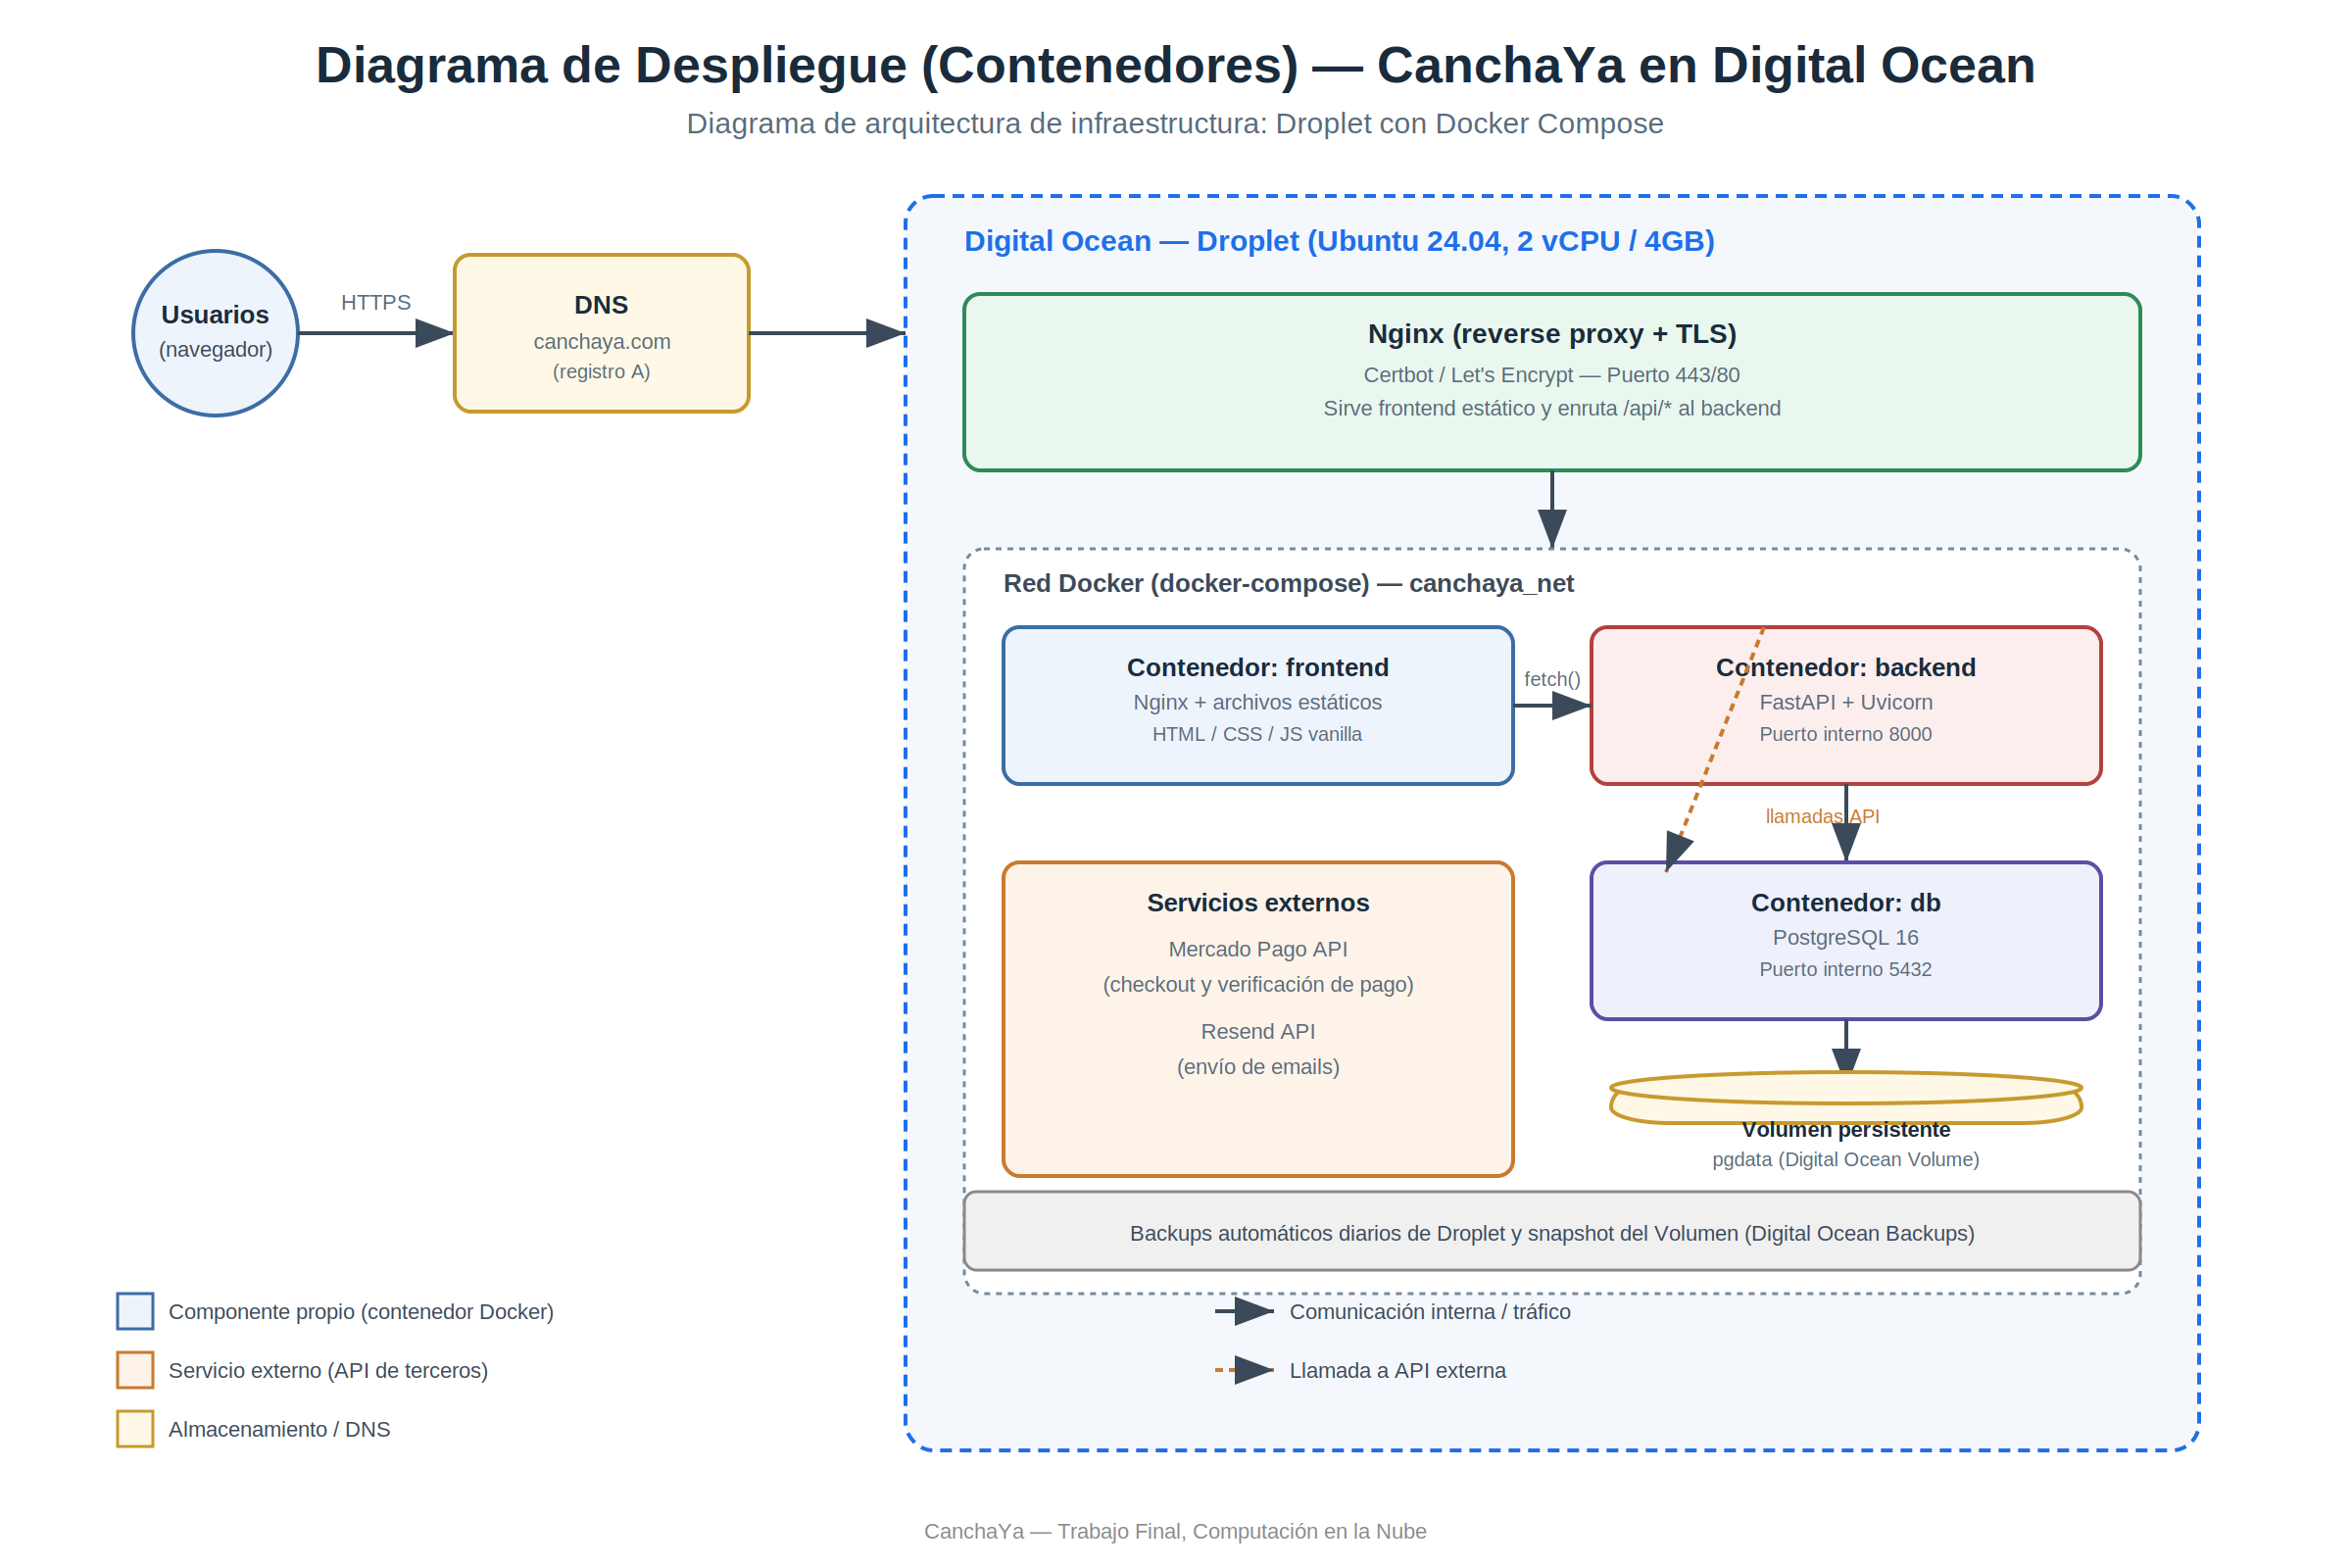 Diagrama de Despliegue (Contenedores) — CanchaYa en Digital Ocean
Diagrama de arquitectura de infraestructura: Droplet con Docker Compose
Digital Ocean — Droplet (Ubuntu 24.04, 2 vCPU / 4GB)
Usuarios
(navegador)
HTTPS
DNS
canchaya.com
(registro A)
Nginx (reverse proxy + TLS)
Certbot / Let's Encrypt — Puerto 443/80
Sirve frontend estático y enruta /api/* al backend
Red Docker (docker-compose) — canchaya_net
Contenedor: frontend
Nginx + archivos estáticos
HTML / CSS / JS vanilla
fetch()
Contenedor: backend
FastAPI + Uvicorn
Puerto interno 8000
llamadas API
Servicios externos
Mercado Pago API
(checkout y verificación de pago)
Resend API
(envío de emails)
Contenedor: db
PostgreSQL 16
Puerto interno 5432
Volumen persistente
pgdata (Digital Ocean Volume)
Backups automáticos diarios de Droplet y snapshot del Volumen (Digital Ocean Backups)
Componente propio (contenedor Docker)
Servicio externo (API de terceros)
Almacenamiento / DNS
Comunicación interna / tráfico
Llamada a API externa
CanchaYa — Trabajo Final, Computación en la Nube